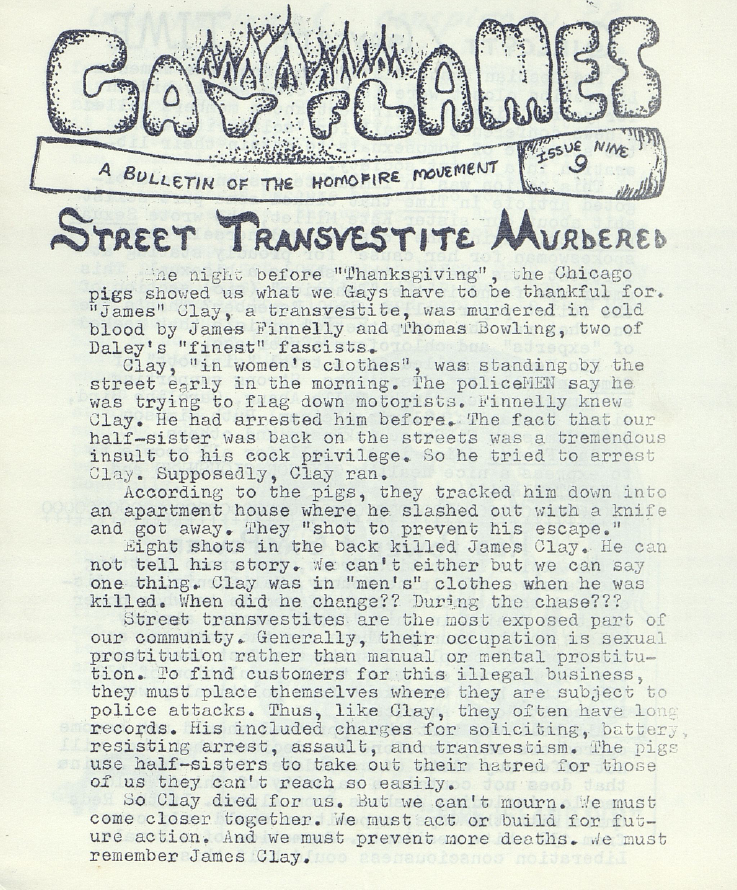 GAY FLAMES
A BULLETIN OF THE HOMOFIRE MOVEMENT
ISSUE NINE
9
STREET TRANSVESTITE MURDERED
The night before "Thanksgiving", the Chicago
pigs showed us what we Gays have to be thankful for.
"James" Clay, a transvestite, was murdered in cold
blood by James Finnelly and Thomas Bowling, two of
Daley's "finest" fascists.
Clay, "in women's clothes", was standing by the
street early in the morning. The policeMEN say he
was trying to flag down motorists. Finnelly knew
Clay. He had arrested him before. The fact that our
half-sister was back on the streets was a tremendous
insult to his cock privilege. So he tried to arrest
Clay. Supposedly, Clay ran.
According to the pigs, they tracked him down into
an apartment house where he slashed out with a knife
and got away. They "shot to prevent his escape."
Eight shots in the back killed James Clay. He can
not tell his story. We can't either but we can say
one thing. Clay was in "men's" clothes when he was
killed. When did he change?? During the chase???
Street transvestites are the most exposed part of
our community. Generally, their occupation is sexual
prostitution rather than manual or mental prostitu-
tion. To find customers for this illegal business,
they must place themselves where they are subject to
police attacks. Thus, like Clay, they often have long
records. His included charges for soliciting, battery,
resisting arrest, assault, and transvestism. The pigs
use half-sisters to take out their hatred for those
of us they can't reach so easily.
So Clay died for us. But we can't mourn. We must
come closer together. We must act or build for fut-
ure action. And we must prevent more deaths. We must
remember James Clay.